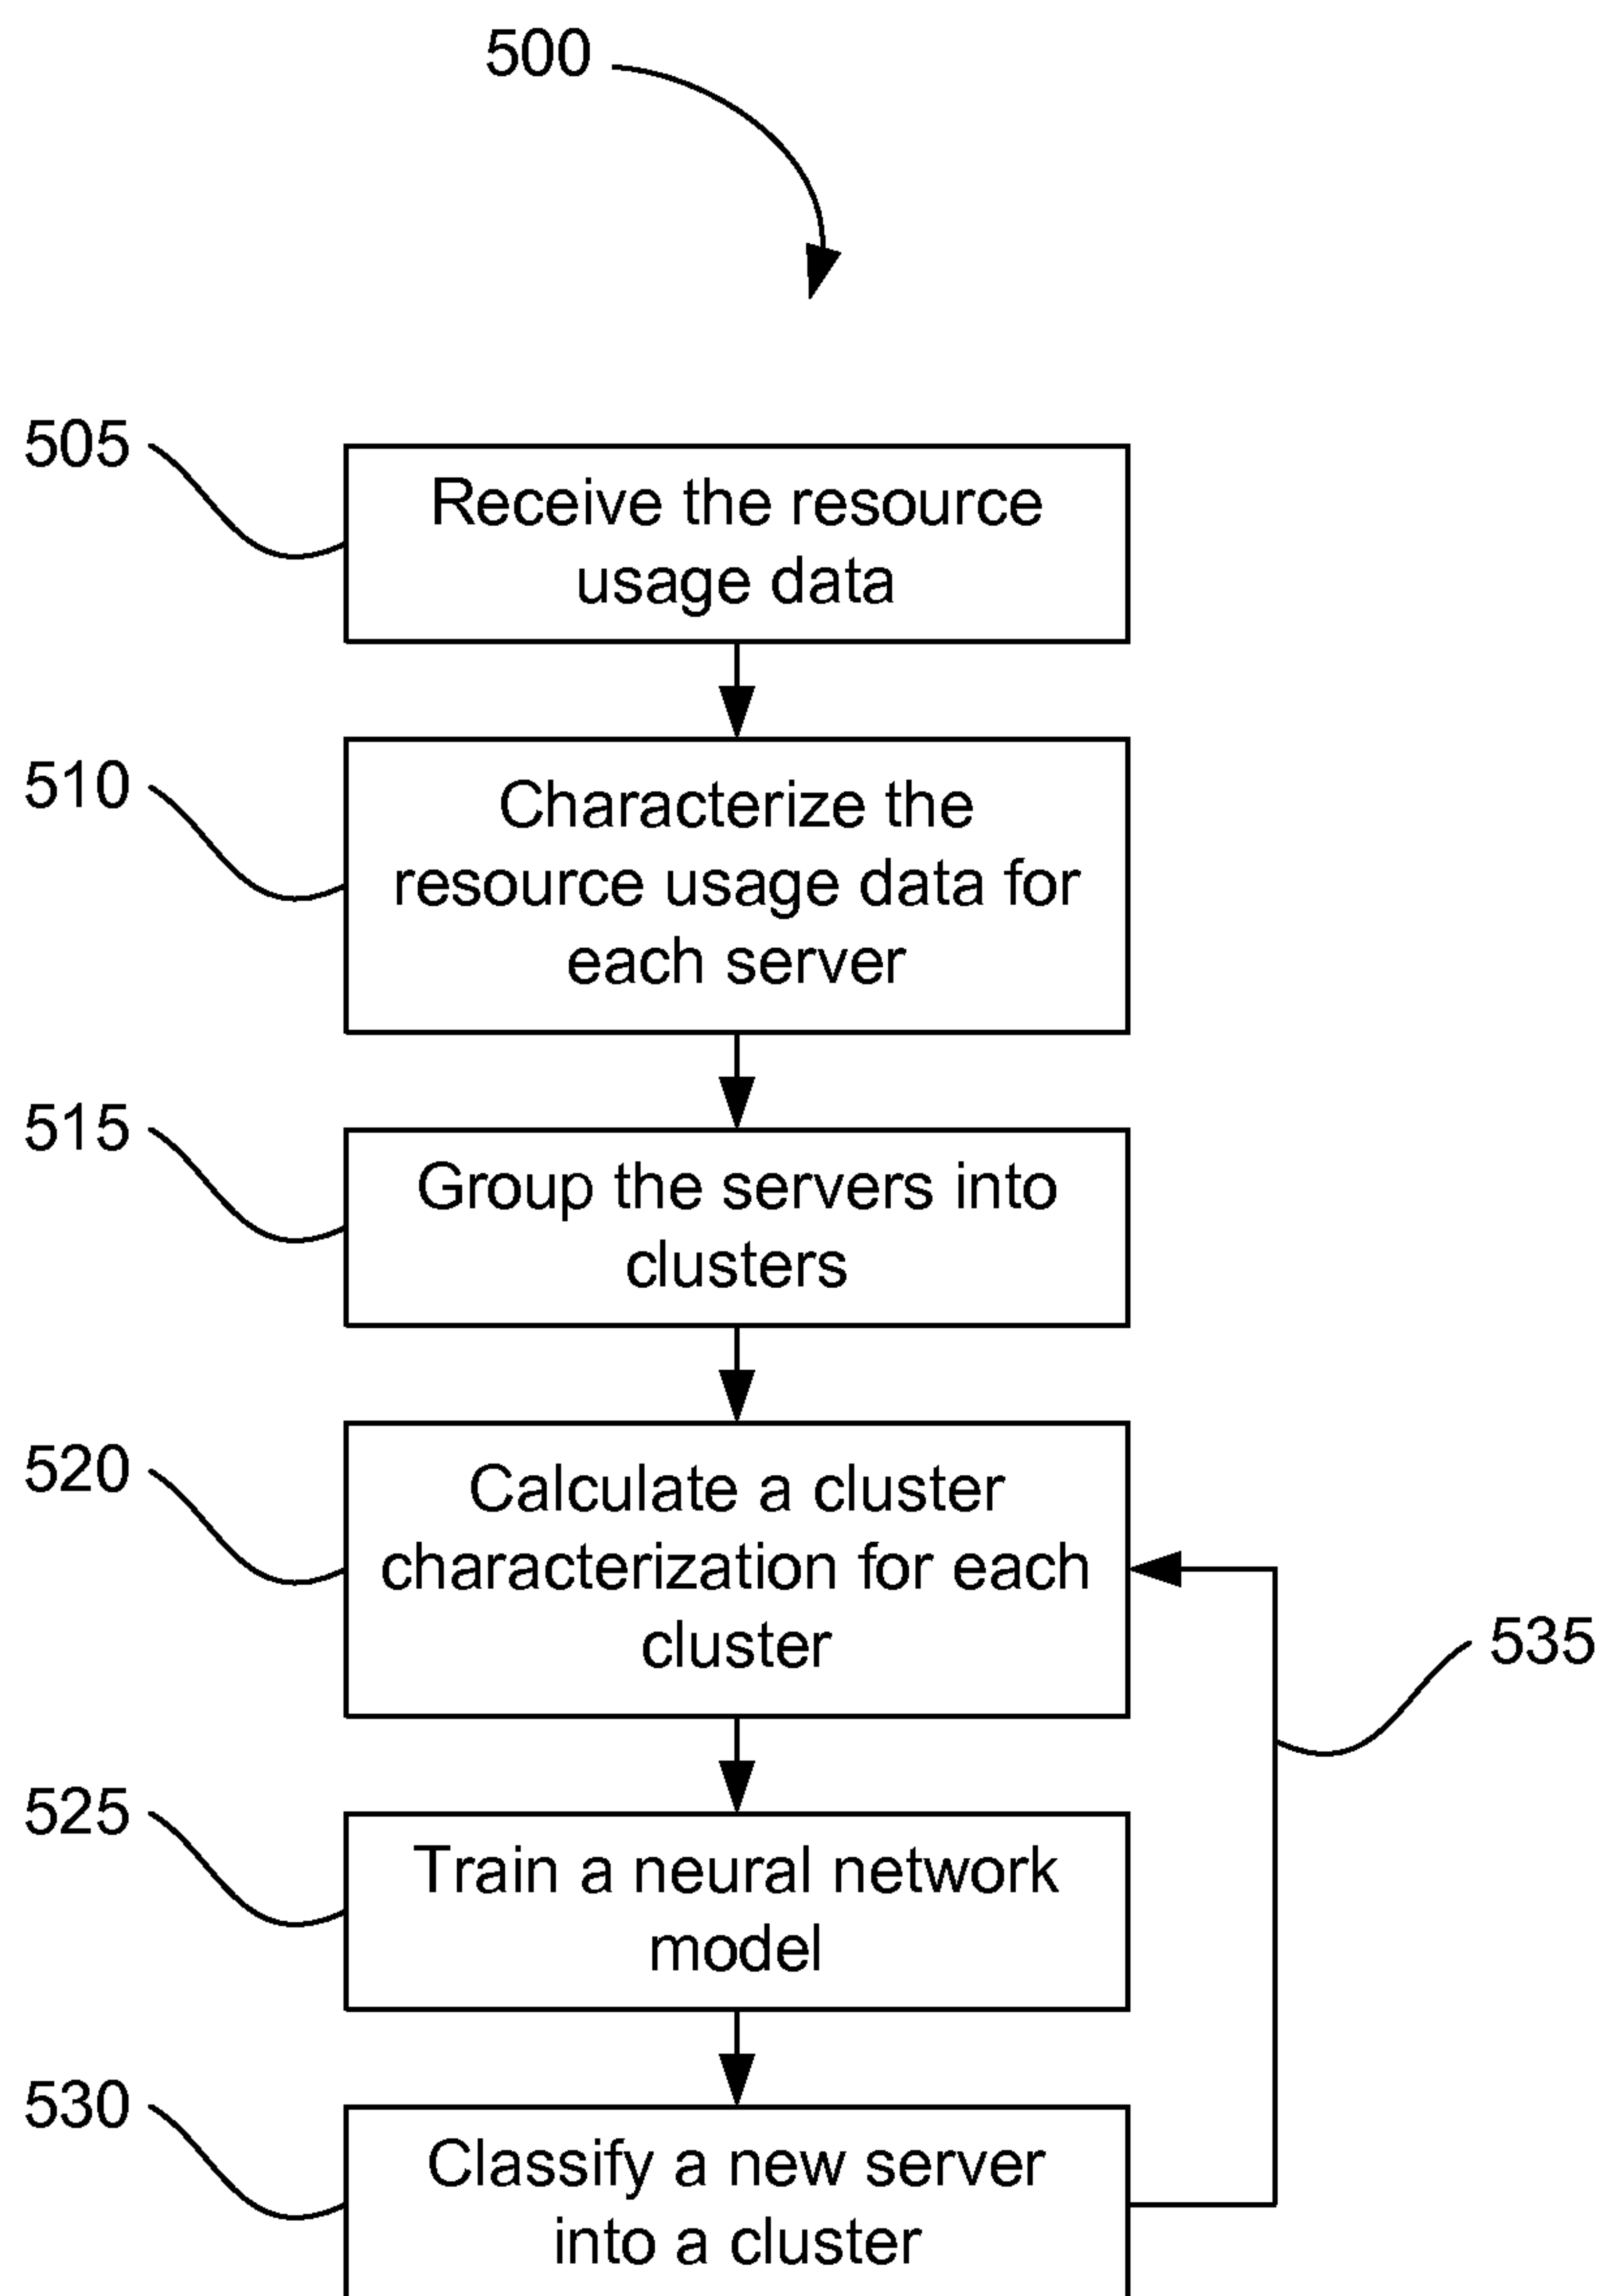 500
505
Receive the resource
usage data
510
Characterize the
resource usage data for
each server
515
Group the servers into
clusters
520
Calculate a cluster
characterization for each
cluster
535
525
Train a neural network
model
530
Classify a new server
into a cluster